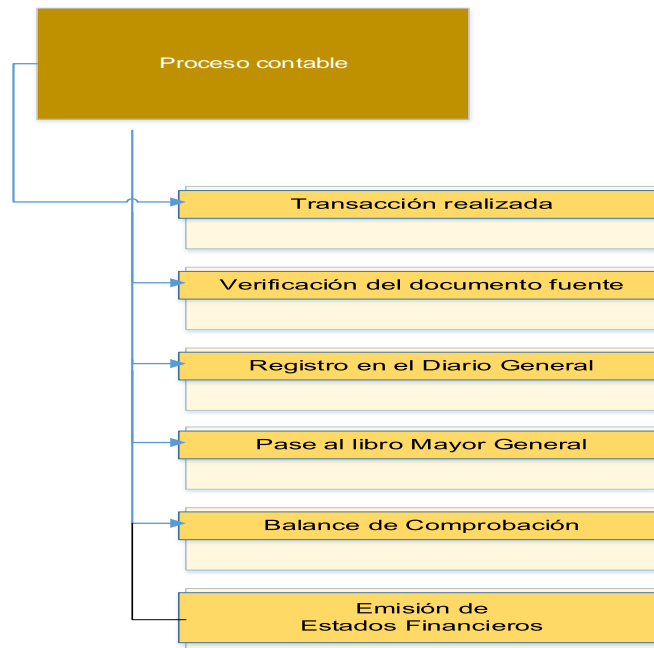 Proceso contable
Transacción realizada
Verificación del documento fuente
Registro en el Diario General
Pase al libro Mayor General
Balance de Comprobación
Emisión de
Estados Financieros